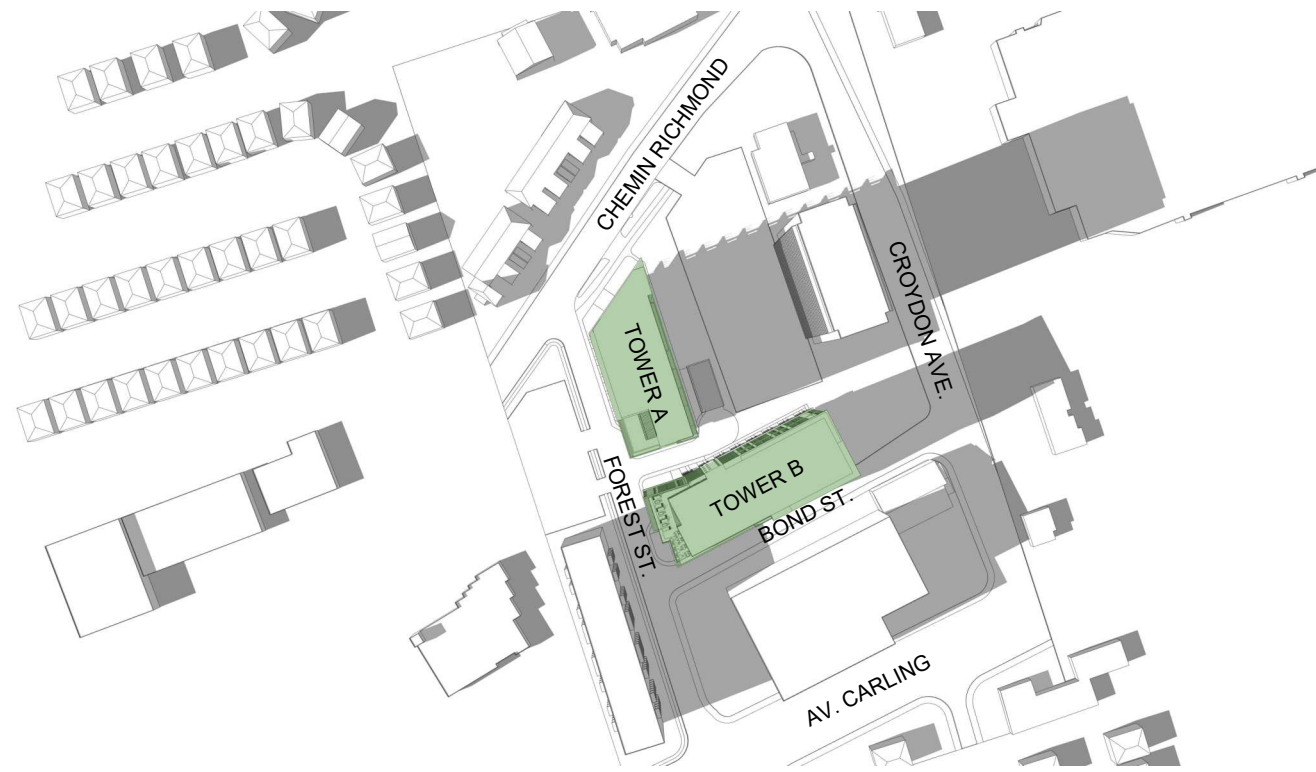 CHEMIN RICHMOND
CROYDON AVE.
TOWER A
TOWER B
FOREST ST.
BOND ST.
AV. CARLING